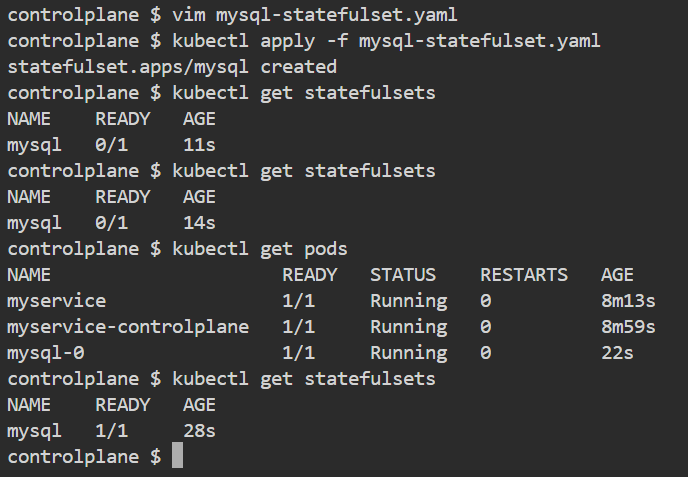 controlplane $ vim mysql-statefulset.yaml
controlplane $ kubectl apply -f mysql-statefulset.yaml
statefulset.apps/mysql created
controlplane $ kubectl get statefulsets
NAME    READY   AGE
mysql   0/1     11s
controlplane $ kubectl get statefulsets
NAME    READY   AGE
mysql   0/1     14s
controlplane $ kubectl get pods
NAME                     READY   STATUS    RESTARTS   AGE
myservice                1/1     Running   0          8m13s
myservice-controlplane   1/1     Running   0          8m59s
mysql-0                  1/1     Running   0          22s
controlplane $ kubectl get statefulsets
NAME    READY   AGE
mysql   1/1     28s
controlplane $